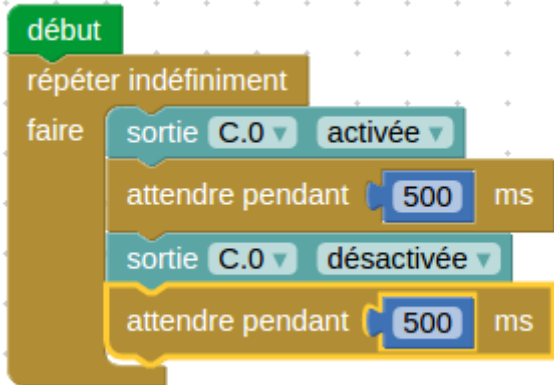 début
répéter indéfiniment
faire sortie C.0 activée
attendre pendant 500 ms
sortie C.0 désactivée
attendre pendant 500 ms